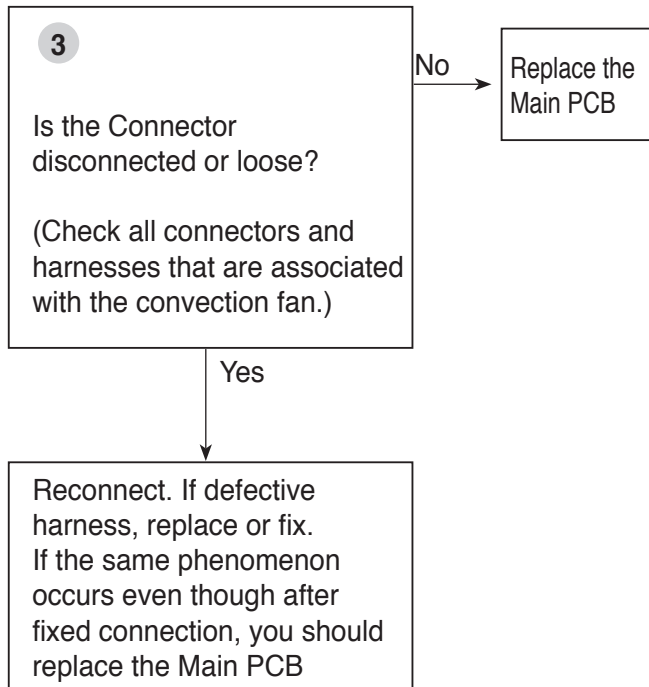 3
Is the Connector
disconnected or loose?
(Check all connectors and
harnesses that are associated
with the convection fan.)
No
Replace the
Main PCB
Yes
Reconnect. If defective
harness, replace or fix.
If the same phenomenon
occurs even though after
fixed connection, you should
replace the Main PCB